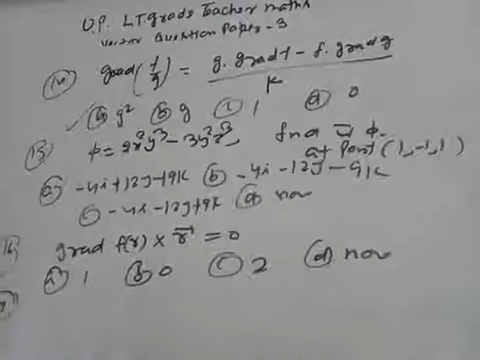 U.P. LT grade Teacher maths
Vector Question Paper - 3
(14) grad (f/g) = g. grad f - f. grad g / K
(a) g² (b) g (c) 1 (d) 0
15) φ = 2x²y³ - 3y²z³, find ∇ φ.
at Point (1, -1, 1)
(a) -4i+12j-9k (b) -4i-12j-9k
(c) -4i-12j+9k (d) non
16) grad f(r) × r = 0
(a) 1 (b) 0 (c) 2 (d) non